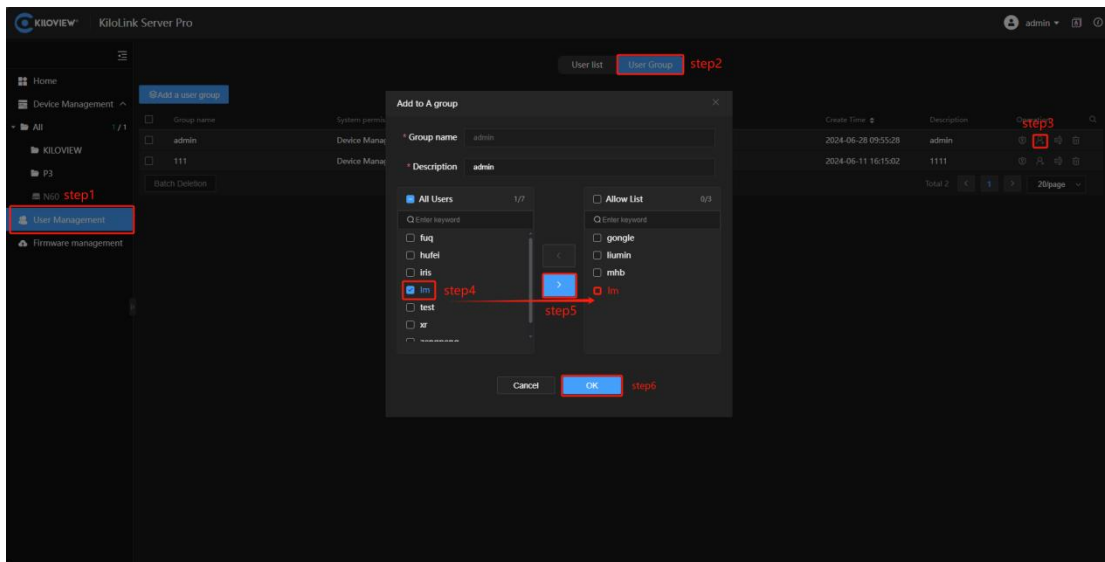 KILOVIEW
KiloLink Server Pro
admin
User list
User Group
step2
Home
Add a user group
Device Management
Add to A group
Group name
System permis
Create Time
Description
step3
All
1/1
* Group name
admin
admin
Device Manag
2024-06-28 09:55:28
admin
KILOVIEW
111
Device Manag
2024-06-11 16:15:02
1111
* Description
admin
P3
Batch Deletion
Total 2
1
20/page
N60
step1
All Users
1/7
Allow List
0/3
User Management
Enter keyword
Enter keyword
Firmware management
fuq
gongle
hufei
liumin
iris
mhb
lm
step4
lm
test
step5
xr
Cancel
OK
step6